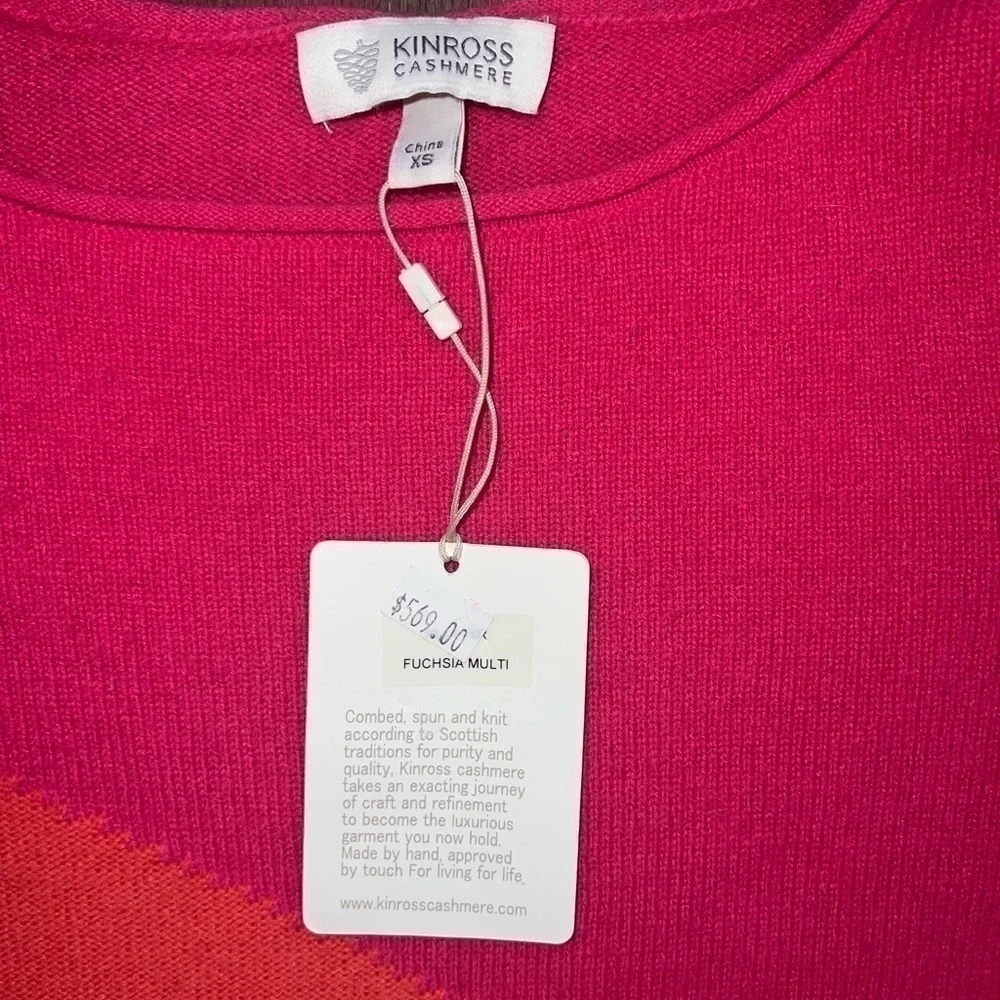 KINROSS
CASHMERE
China
XS
$569.00
FUCHSIA MULTI
Combed, spun and knit
according to Scottish
traditions for purity and
quality, Kinross cashmere
takes an exacting journey
of craft and refinement
to become the luxurious
garment you now hold.
Made by hand, approved
by touch For living for life.
www.kinrosscashmere.com